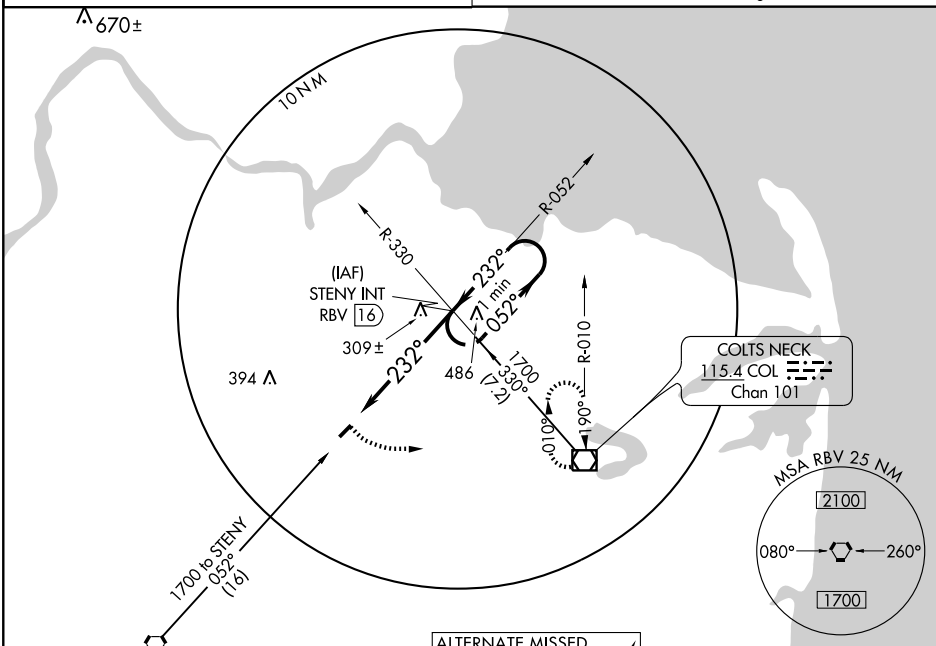 670±
10 NM
R-052
R-330
(IAF)
STENY INT
RBV 16
309±
232°
1 min
052°
232°
R-010
486
1700
330°
(7.2)
394
COLTS NECK
115.4 COL
Chan 101
010°
190°
MSA RBV 25 NM
2100
080°
260°
1700
1700 to STENY
052°
(16)
ALTERNATE MISSED